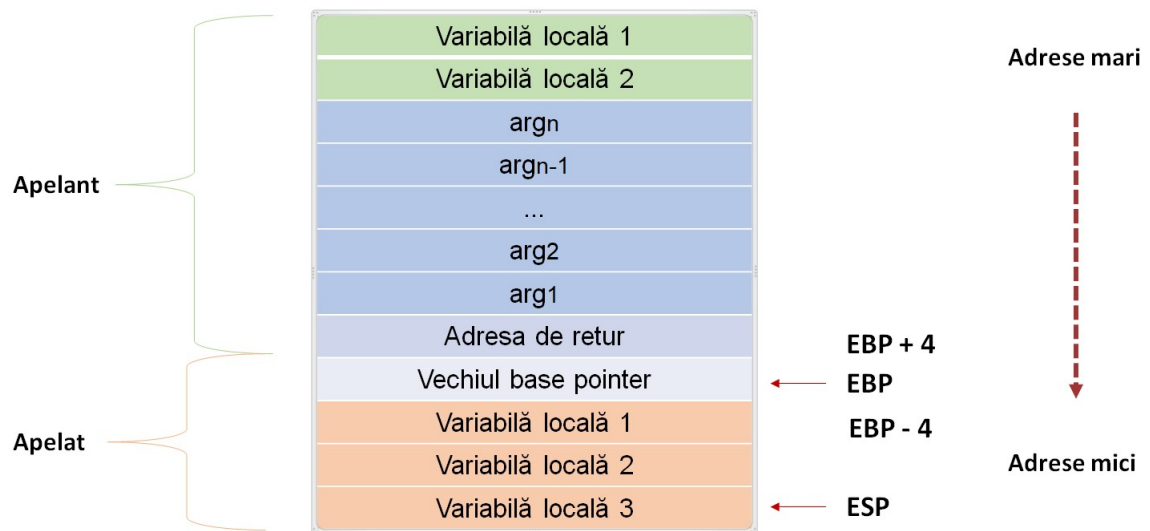 Variabilă locală 1
Adrese mari
Variabilă locală 2
argn
argn-1
Apelant
...
arg2
arg1
Adresa de retur
EBP + 4
Vechiul base pointer
EBP
Variabilă locală 1
EBP - 4
Apelat
Variabilă locală 2
Adrese mici
Variabilă locală 3
ESP